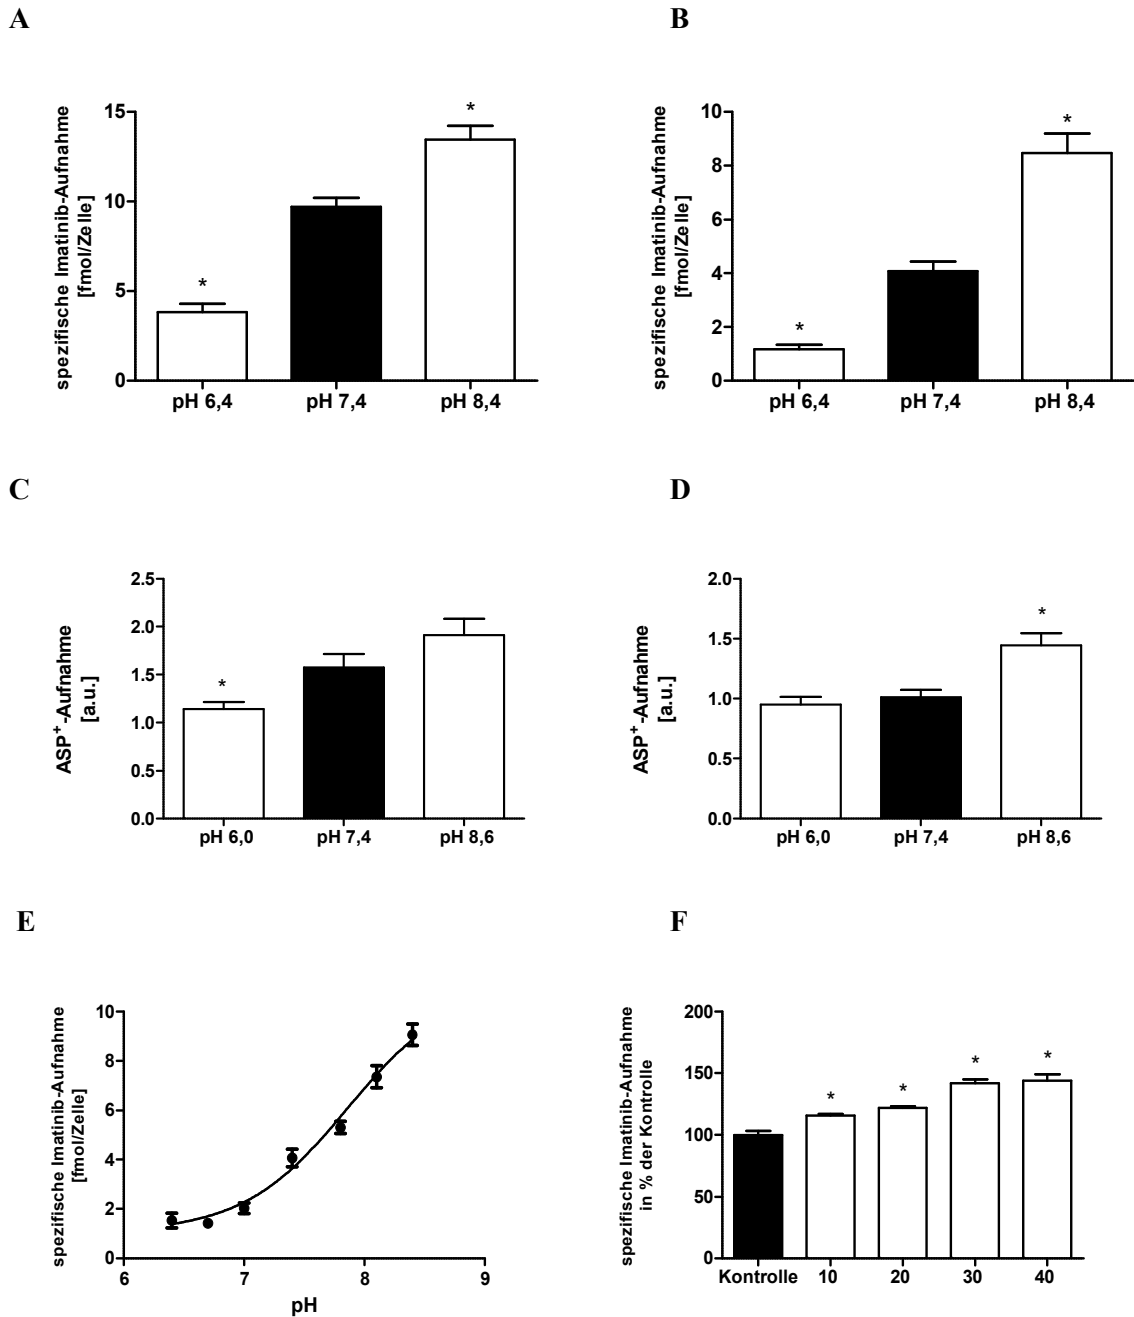 A
B
spezifische Imatinib-Aufnahme
[fmol/Zelle]
15
10
5
0
*
*
pH 6,4
pH 7,4
pH 8,4
spezifische Imatinib-Aufnahme
[fmol/Zelle]
10
8
6
4
2
0
*
*
pH 6,4
pH 7,4
pH 8,4
C
D
ASP+-Aufnahme
[a.u.]
2.5
2.0
1.5
1.0
0.5
0.0
*
pH 6,0
pH 7,4
pH 8,6
ASP+-Aufnahme
[a.u.]
2.0
1.5
1.0
0.5
0.0
*
pH 6,0
pH 7,4
pH 8,6
E
F
spezifische Imatinib-Aufnahme
[fmol/Zelle]
10
8
6
4
2
0
6
7
8
9
pH
spezifische Imatinib-Aufnahme
in % der Kontrolle
200
150
100
50
0
*
*
*
*
Kontrolle
10
20
30
40